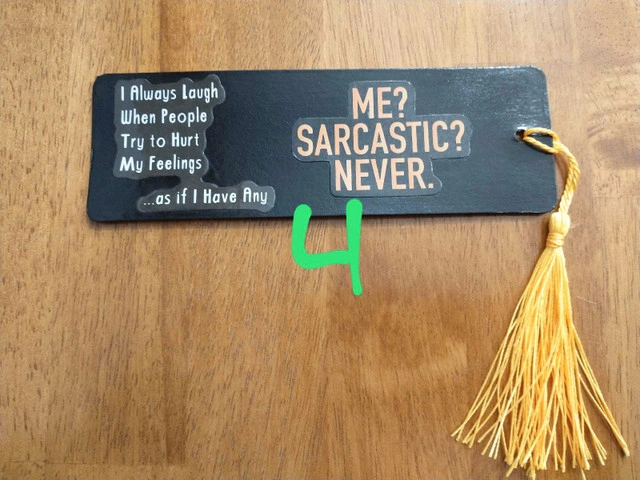 I Always Laugh
When People
Try to Hurt
My Feelings
...as if I Have Any
ME?
SARCASTIC?
NEVER.
4